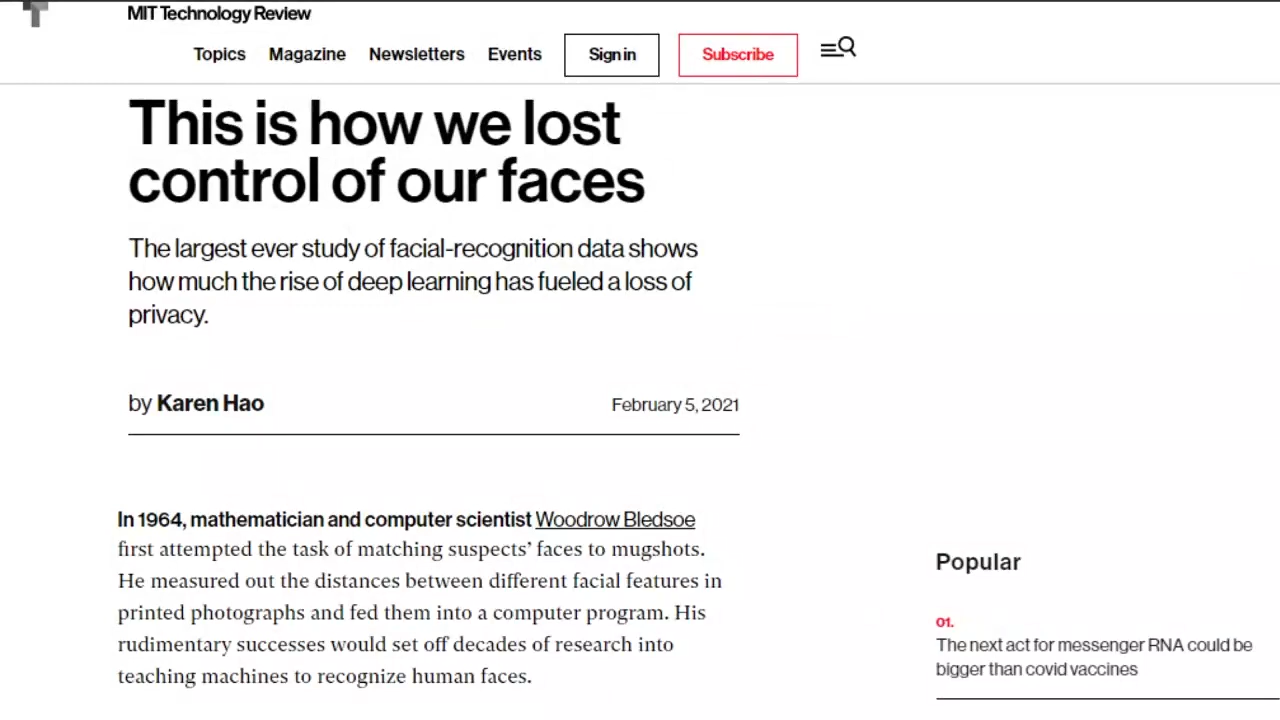 MIT Technology Review
Topics Magazine Newsletters Events Sign in Subscribe
This is how we lost
control of our faces
The largest ever study of facial-recognition data shows
how much the rise of deep learning has fueled a loss of
privacy.
by Karen Hao February 5, 2021
In 1964, mathematician and computer scientist Woodrow Bledsoe
first attempted the task of matching suspects’ faces to mugshots.
He measured out the distances between different facial features in
printed photographs and fed them into a computer program. His
rudimentary successes would set off decades of research into
teaching machines to recognize human faces.
Popular
01.
The next act for messenger RNA could be
bigger than covid vaccines